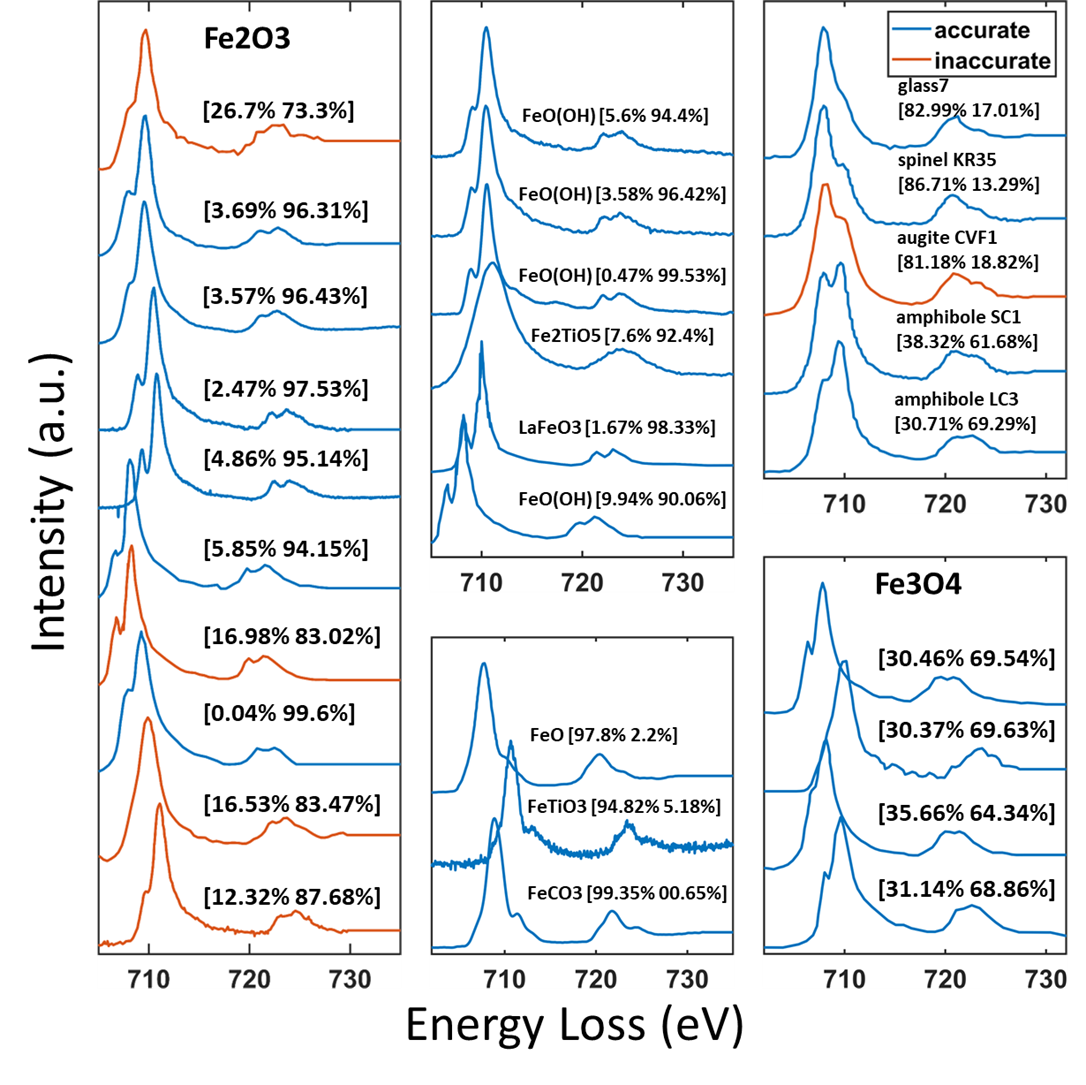 Intensity (a.u.)
Fe2O3
[26.7% 73.3%]
[3.69% 96.31%]
[3.57% 96.43%]
[2.47% 97.53%]
[4.86% 95.14%]
[5.85% 94.15%]
[16.98% 83.02%]
[0.04% 99.6%]
[16.53% 83.47%]
[12.32% 87.68%]
710 720 730
FeO(OH) [5.6% 94.4%]
FeO(OH) [3.58% 96.42%]
FeO(OH) [0.47% 99.53%]
Fe2TiO5 [7.6% 92.4%]
LaFeO3 [1.67% 98.33%]
FeO(OH) [9.94% 90.06%]
710 720 730
FeO [97.8% 2.2%]
FeTiO3 [94.82% 5.18%]
FeCO3 [99.35% 00.65%]
710 720 730
accurate
inaccurate
glass7
[82.99% 17.01%]
spinel KR35
[86.71% 13.29%]
augite CVF1
[81.18% 18.82%]
amphibole SC1
[38.32% 61.68%]
amphibole LC3
[30.71% 69.29%]
710 720 730
Fe3O4
[30.46% 69.54%]
[30.37% 69.63%]
[35.66% 64.34%]
[31.14% 68.86%]
710 720 730
Energy Loss (eV)